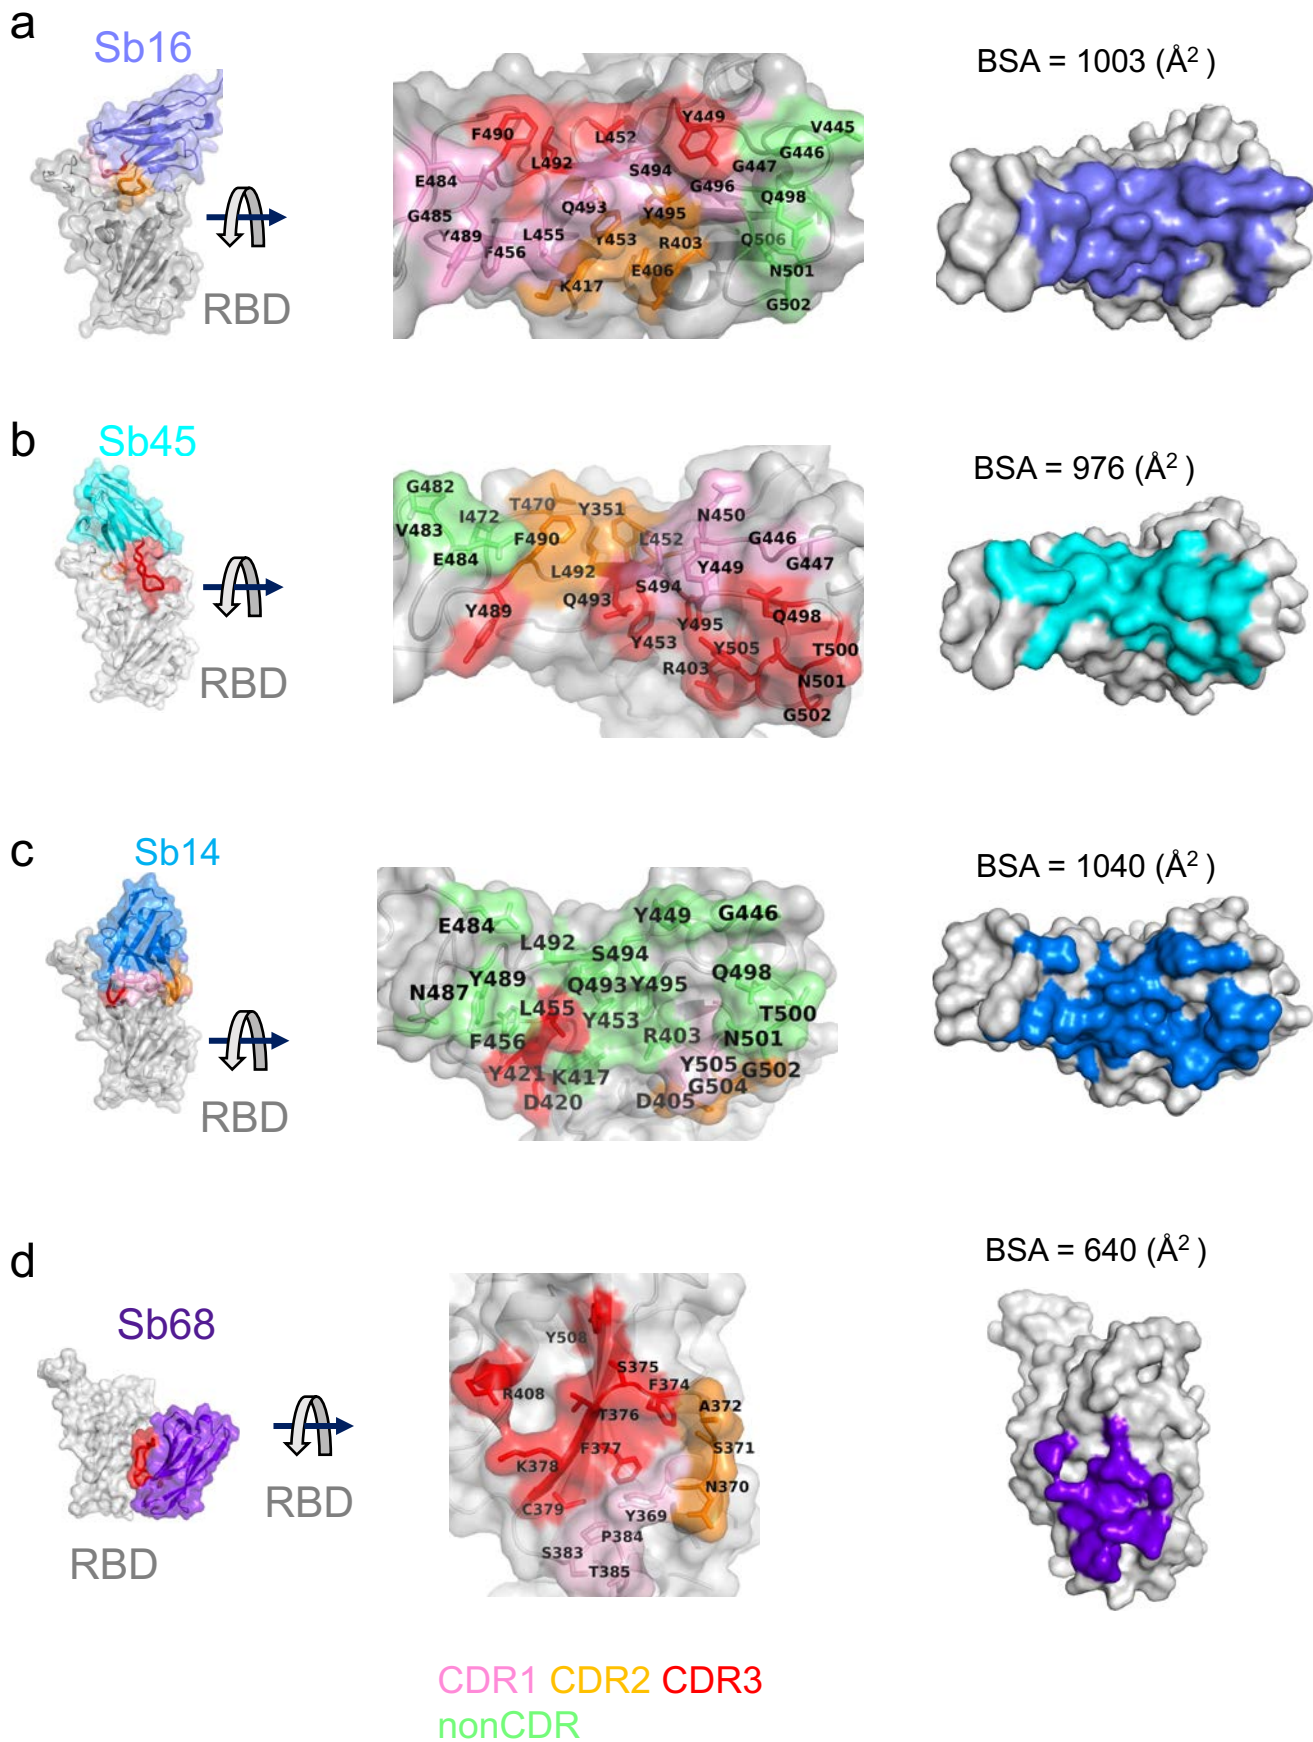 a
Sb16
BSA = 1003 (Å²)
RBD
F490 L452 Y449 V445
L492 S494 G447 G446
E484 G496 Q498
G485 Q493 Y495
Y489 F456 L455 Y453 R403 Q506
K417 E406 N501
G502
b
Sb45
BSA = 976 (Å²)
RBD
G482 T470 Y351 N450
V483 I472 F490 L452 G446
E484 L492 S494 Y449 G447
Y489 Q493 Y495 Q498
Y453 Y505 T500
R403 N501
G502
c
Sb14
BSA = 1040 (Å²)
RBD
E484 L492 S494 Y449 G446
Y489 Q493 Y495 Q498
N487 L455 Y453 T500
F456 R403 N501
Y421 K417 Y505 G502
D420 D405 G504
d
Sb68
BSA = 640 (Å²)
RBD
RBD
Y508
S375
R408 F374
T376 A372
F377 S371
K378 N370
C379 Y369
P384
S383
T385
CDR1 CDR2 CDR3
nonCDR